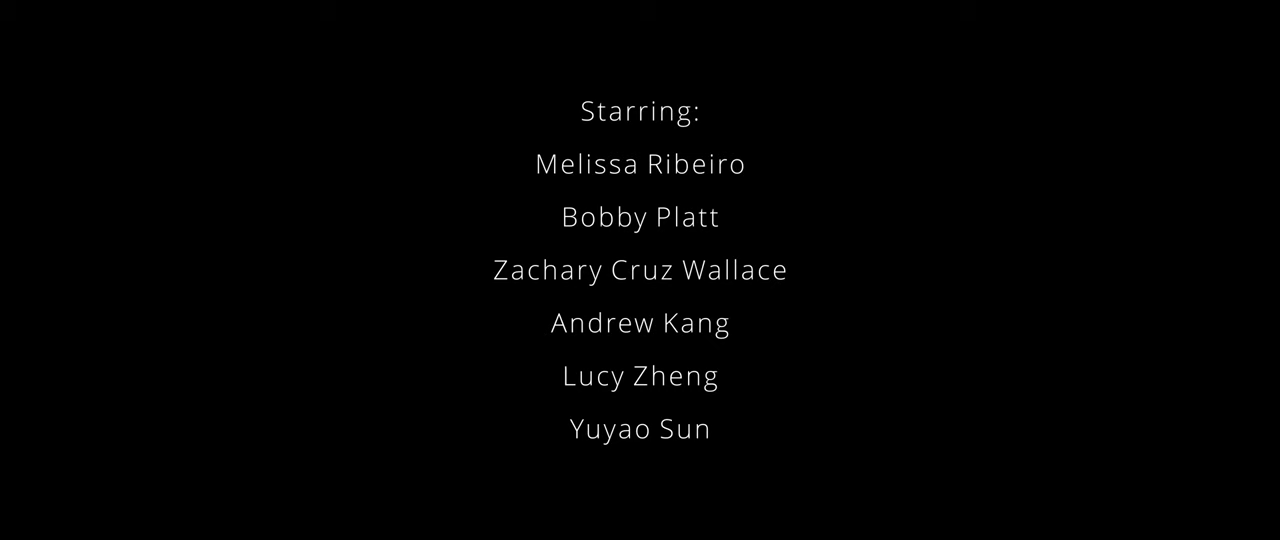 Starring:
Melissa Ribeiro
Bobby Platt
Zachary Cruz Wallace
Andrew Kang
Lucy Zheng
Yuyao Sun